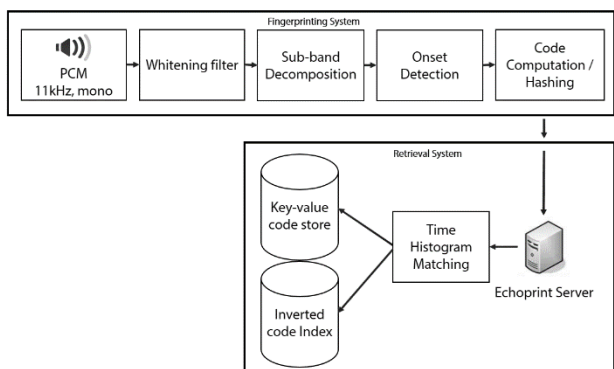 Fingerprinting System
PCM
11kHz, mono
Whitening filter
Sub-band
Decomposition
Onset
Detection
Code
Computation /
Hashing
Retrieval System
Key-value
code store
Time
Histogram
Matching
Echoprint Server
Inverted
code Index